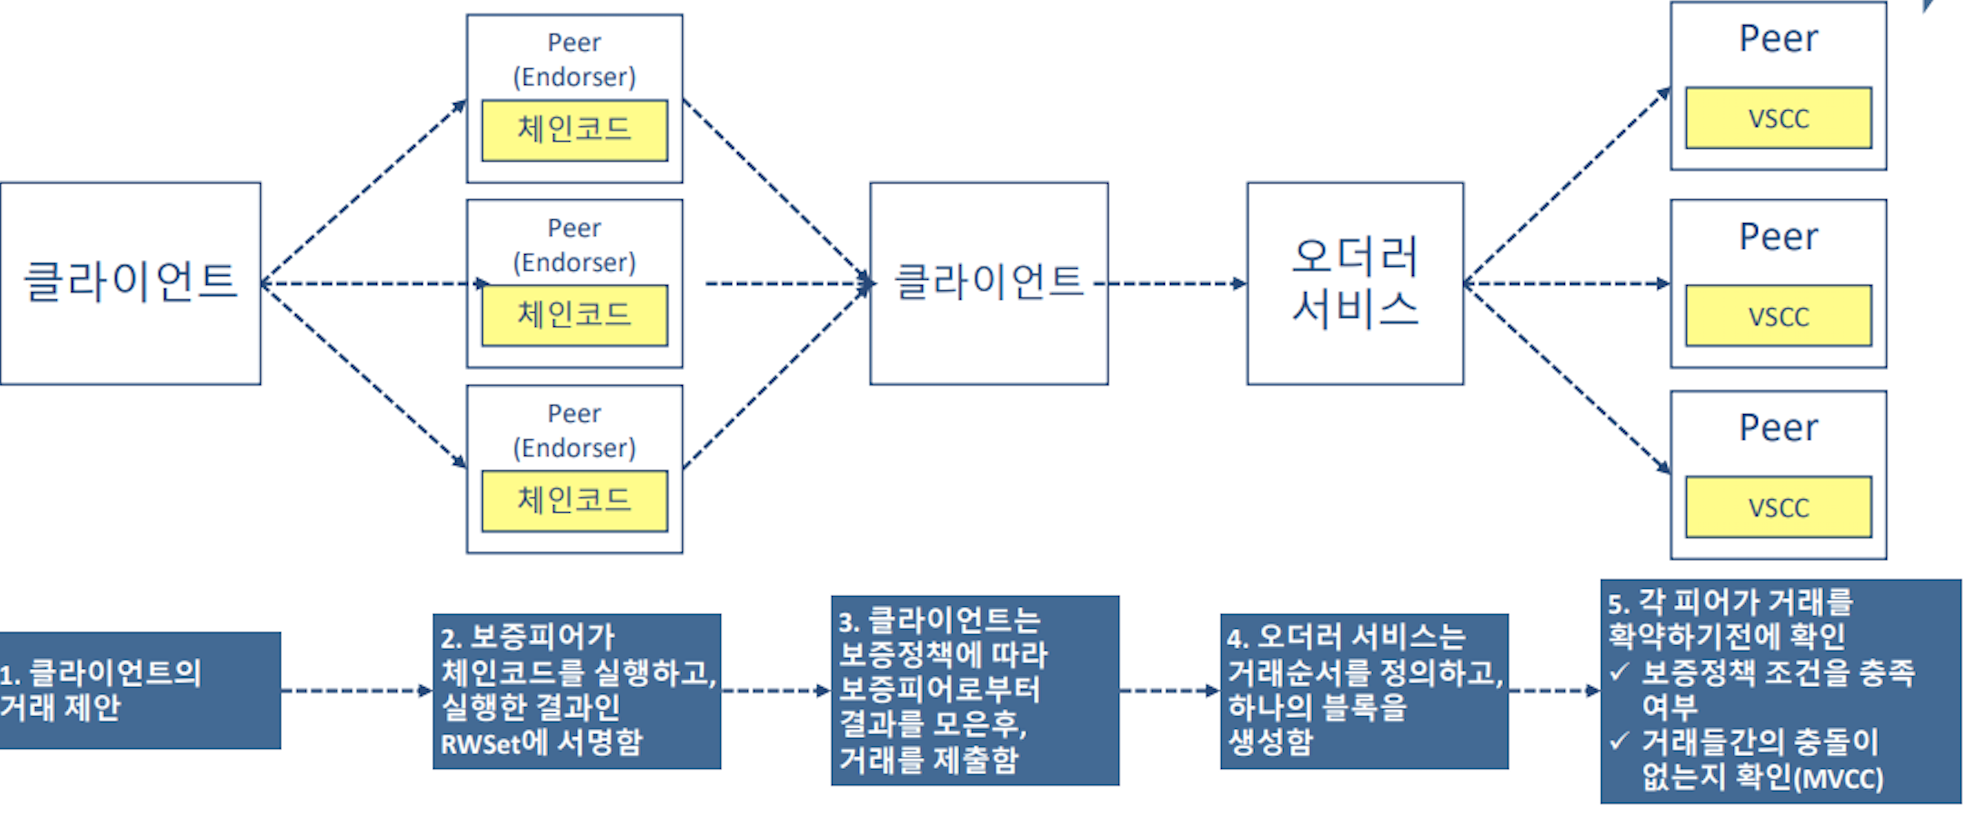 클라이언트
Peer
(Endorser)
체인코드
Peer
(Endorser)
체인코드
Peer
(Endorser)
체인코드
클라이언트
오더러
서비스
Peer
VSCC
Peer
VSCC
Peer
VSCC
1. 클라이언트의
거래 제안
2. 보증피어가
체인코드를 실행하고,
실행한 결과인
RWSet에 서명함
3. 클라이언트는
보증정책에 따라
보증피어로부터
결과를 모은후,
거래를 제출함
4. 오더러 서비스는
거래순서를 정의하고,
하나의 블록을
생성함
5. 각 피어가 거래를
확약하기전에 확인
✓ 보증정책 조건을 충족
여부
✓ 거래들간의 충돌이
없는지 확인(MVCC)